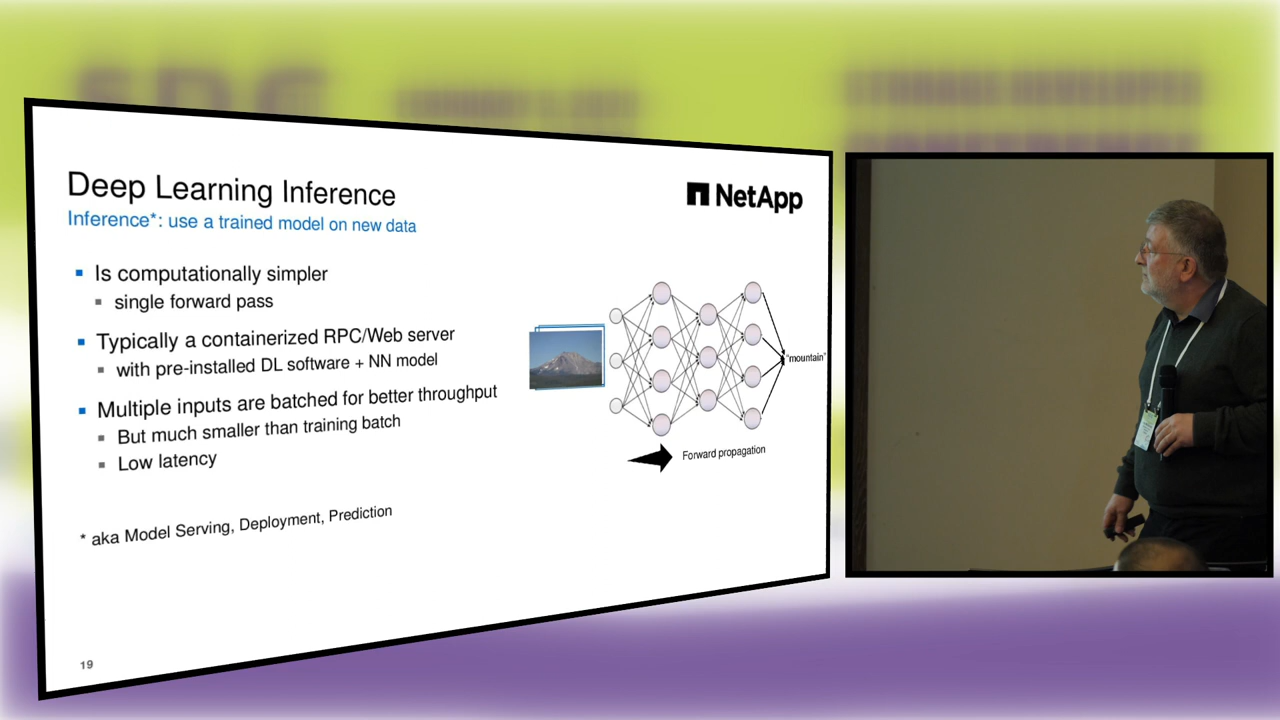 Deep Learning Inference
NetApp
Inference*: use a trained model on new data
Is computationally simpler
single forward pass
Typically a containerized RPC/Web server
with pre-installed DL software + NN model
Multiple inputs are batched for better throughput
But much smaller than training batch
Low latency
"mountain"
Forward propagation
* aka Model Serving, Deployment, Prediction
19